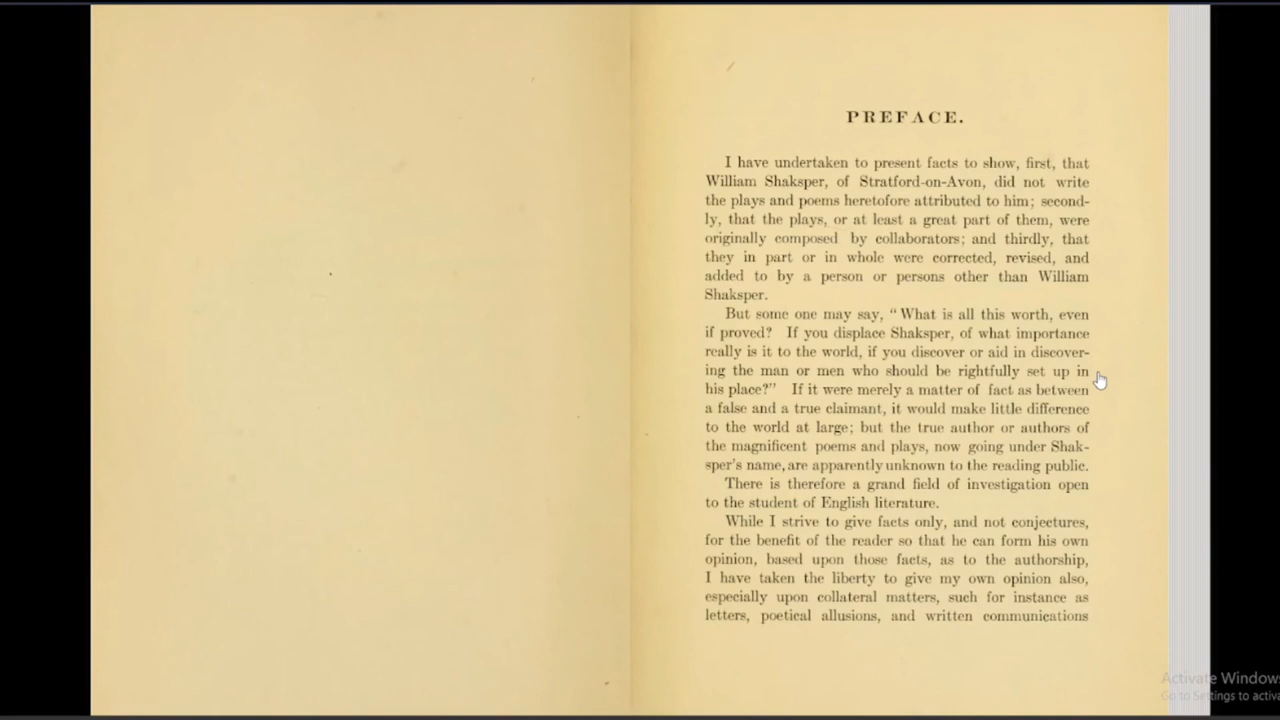 PREFACE.
I have undertaken to present facts to show, first, that
William Shaksper, of Stratford-on-Avon, did not write
the plays and poems heretofore attributed to him; second-
ly, that the plays, or at least a great part of them, were
originally composed by collaborators; and thirdly, that
they in part or in whole were corrected, revised, and
added to by a person or persons other than William
Shaksper.
But some one may say, "What is all this worth, even
if proved? If you displace Shaksper, of what importance
really is it to the world, if you discover or aid in discover-
ing the man or men who should be rightfully set up in
his place?" If it were merely a matter of fact as between
a false and a true claimant, it would make little difference
to the world at large; but the true author or authors of
the magnificent poems and plays, now going under Shak-
sper's name, are apparently unknown to the reading public.
There is therefore a grand field of investigation open
to the student of English literature.
While I strive to give facts only, and not conjectures,
for the benefit of the reader so that he can form his own
opinion, based upon those facts, as to the authorship,
I have taken the liberty to give my own opinion also,
especially upon collateral matters, such for instance as
letters, poetical allusions, and written communications
Activate Windows
Go to Settings to activa